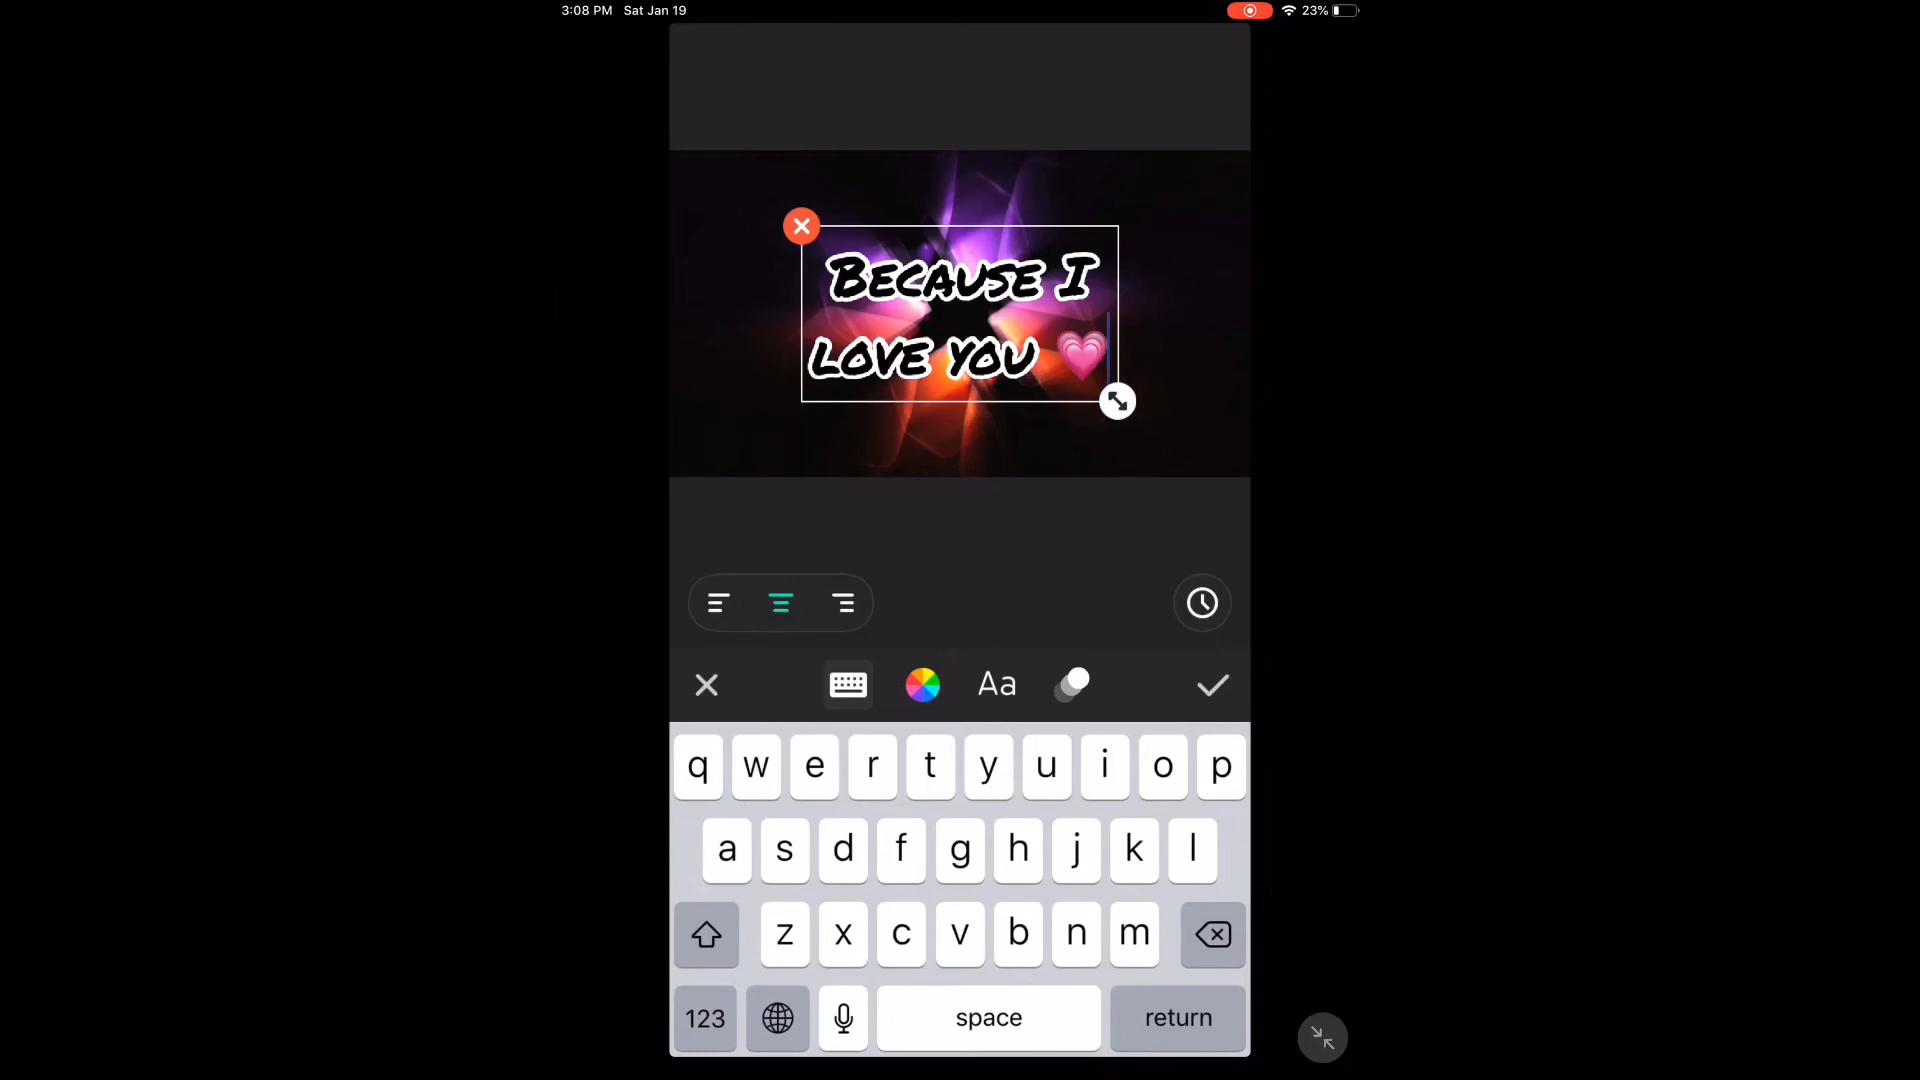 3:08 PM Sat Jan 19
23%
Because I
love you 💗
Aa
q w e r t y u i o p
a s d f g h j k l
z x c v b n m
123 space return